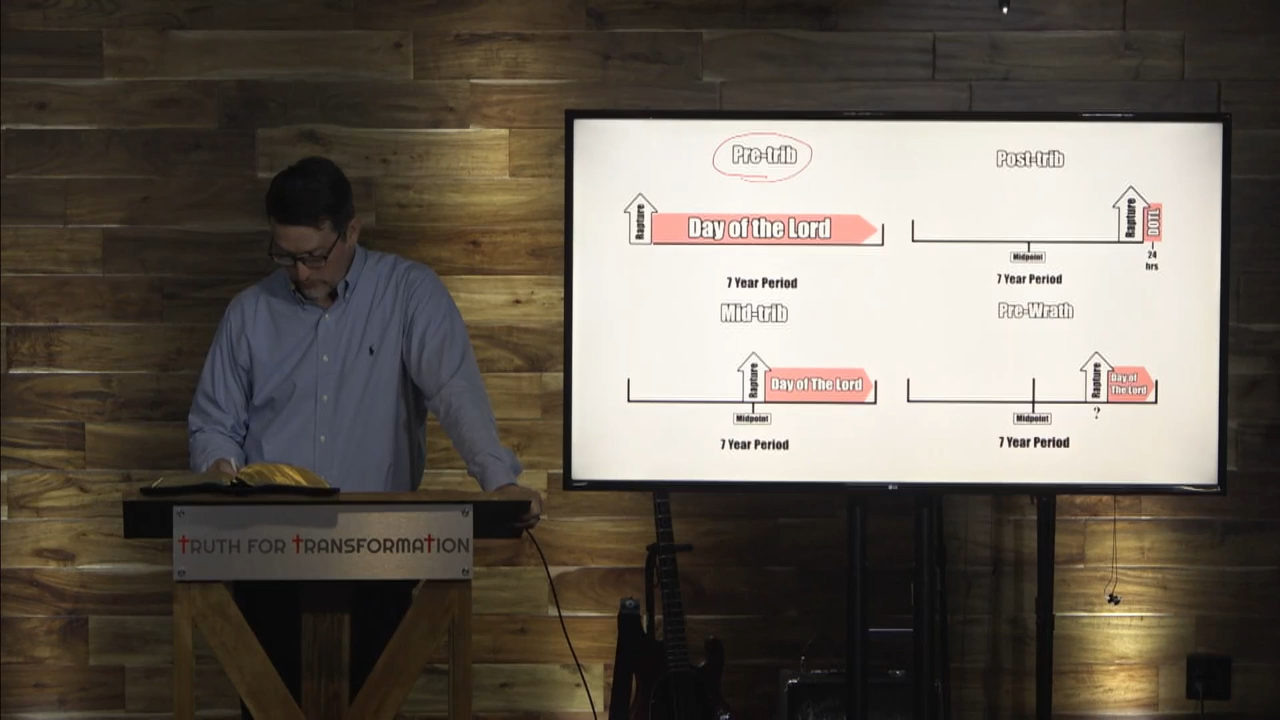 Pre-trib
Rapture
Day of the Lord
7 Year Period
Post-trib
Rapture
DOTL
Midpoint
24
hrs
7 Year Period
Mid-trib
Rapture
Day of The Lord
Midpoint
7 Year Period
Pre-Wrath
Rapture
Day of
The Lord
Midpoint
?
7 Year Period
LG
TRUTH FOR TRANSFORMATION